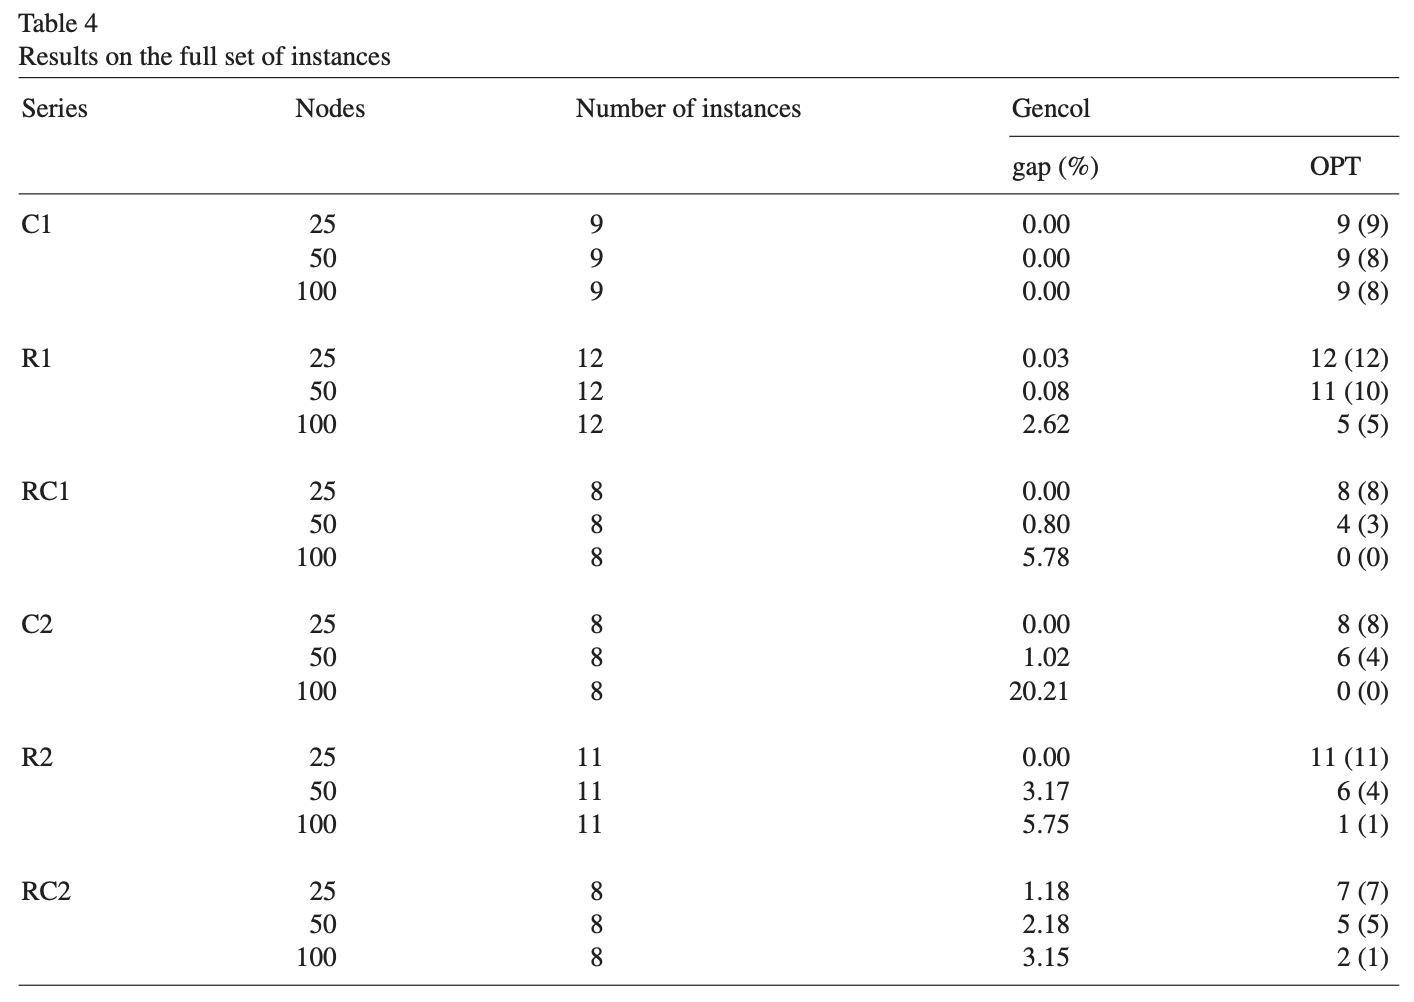 Table 4
Results on the full set of instances
Series Nodes Number of instances Gencol
gap (%) OPT
C1 25 9 0.00 9 (9)
50 9 0.00 9 (8)
100 9 0.00 9 (8)
R1 25 12 0.03 12 (12)
50 12 0.08 11 (10)
100 12 2.62 5 (5)
RC1 25 8 0.00 8 (8)
50 8 0.80 4 (3)
100 8 5.78 0 (0)
C2 25 8 0.00 8 (8)
50 8 1.02 6 (4)
100 8 20.21 0 (0)
R2 25 11 0.00 11 (11)
50 11 3.17 6 (4)
100 11 5.75 1 (1)
RC2 25 8 1.18 7 (7)
50 8 2.18 5 (5)
100 8 3.15 2 (1)